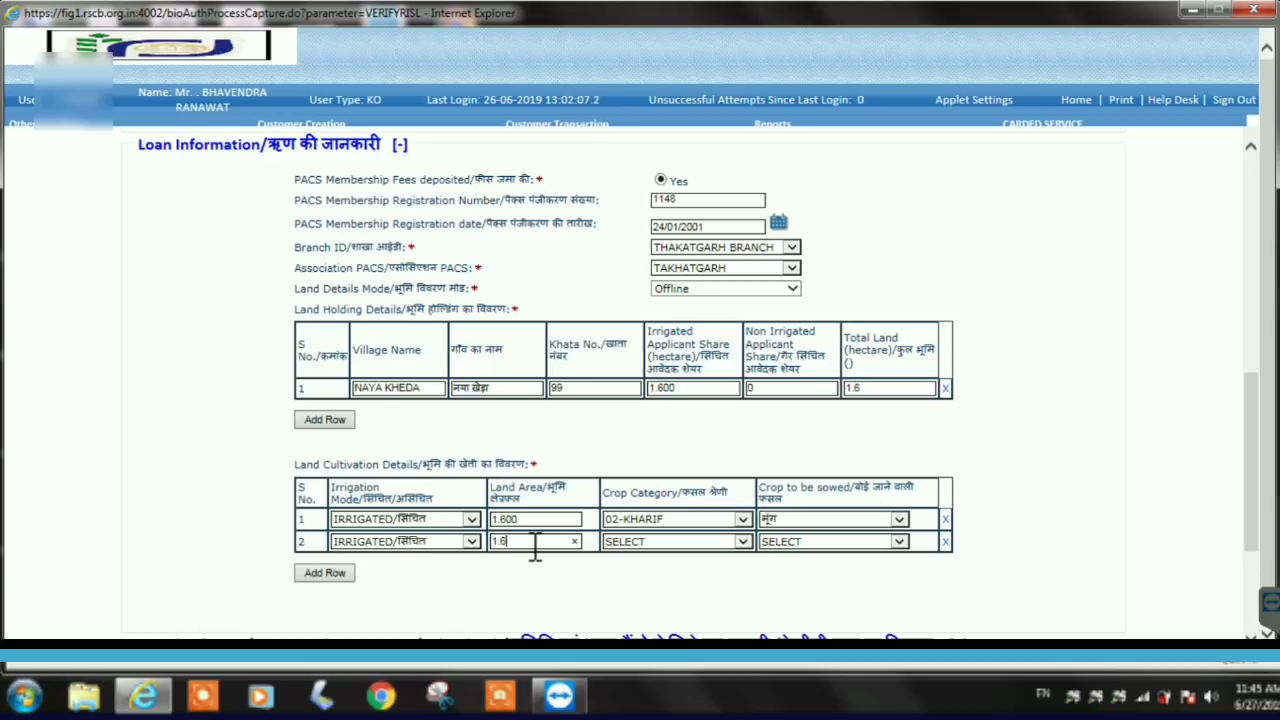 https://fig1.rscb.org.in:4002/bioAuthProcessCapture.do?parameter=VERIFYRISL - Internet Explorer
Name: Mr. . BHAVENDRA RANAWAT User Type: KO Last Login: 26-06-2019 13:02:07.2 Unsuccessful Attempts Since Last Login: 0 Applet Settings Home | Print | Help Desk | Sign Out
Customer Creation Customer Transaction Reports CARDED SERVICE
Loan Information/ऋण की जानकारी [-]
PACS Membership Fees deposited/फीस जमा की: * Yes
PACS Membership Registration Number/पैक्स पंजीकरण संख्या: 1148
PACS Membership Registration date/पैक्स पंजीकरण की तारीख: 24/01/2001
Branch ID/शाखा आईडी: * THAKATGARH BRANCH
Association PACS/एसोसिएशन PACS: * TAKHATGARH
Land Details Mode/भूमि विवरण मोड: * Offline
Land Holding Details/भूमि होल्डिंग का विवरण: *
S No./क्रमांक Village Name गाँव का नाम Khata No./खाता नंबर Irrigated Applicant Share (hectare)/सिंचित आवेदक शेयर Non Irrigated Applicant Share/गैर सिंचित आवेदक शेयर Total Land (hectare)/कुल भूमि ()
1 NAYA KHEDA नया खेड़ा 99 1.600 0 1.6 X
Add Row
Land Cultivation Details/भूमि की खेती का विवरण: *
S No. Irrigation Mode/सिंचित/असिंचित Land Area/भूमि क्षेत्रफल Crop Category/फसल श्रेणी Crop to be sowed/बोई जाने वाली फसल
1 IRRIGATED/सिंचित 1.600 02-KHARIF मूंग X
2 IRRIGATED/सिंचित 1.6 × SELECT SELECT X
Add Row
EN 11:45 AM